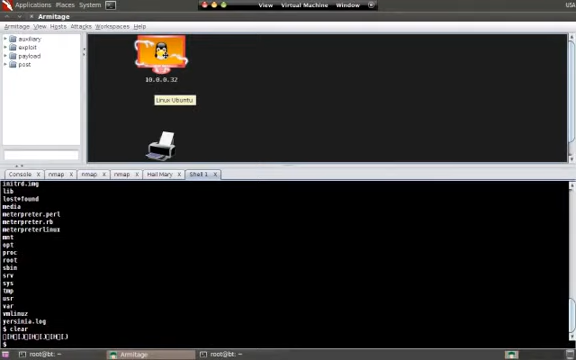 Applications Places System
View Virtual Machine Window
USA
Armitage
Armitage View Hosts Attacks Workspaces Help
auxiliary
exploit
payload
post
10.0.0.32
Linux Ubuntu
Console X nmap X nmap X nmap X Hail Mary X Shell 1 X
initrd.img
lib
lost+found
media
meterpreter.perl
meterpreter.rb
meterpreterlinux
mnt
opt
proc
root
sbin
srv
sys
tmp
usr
var
vmlinuz
yersinia.log
$ clear
$
root@bt: ~
Armitage
root@bt: ~